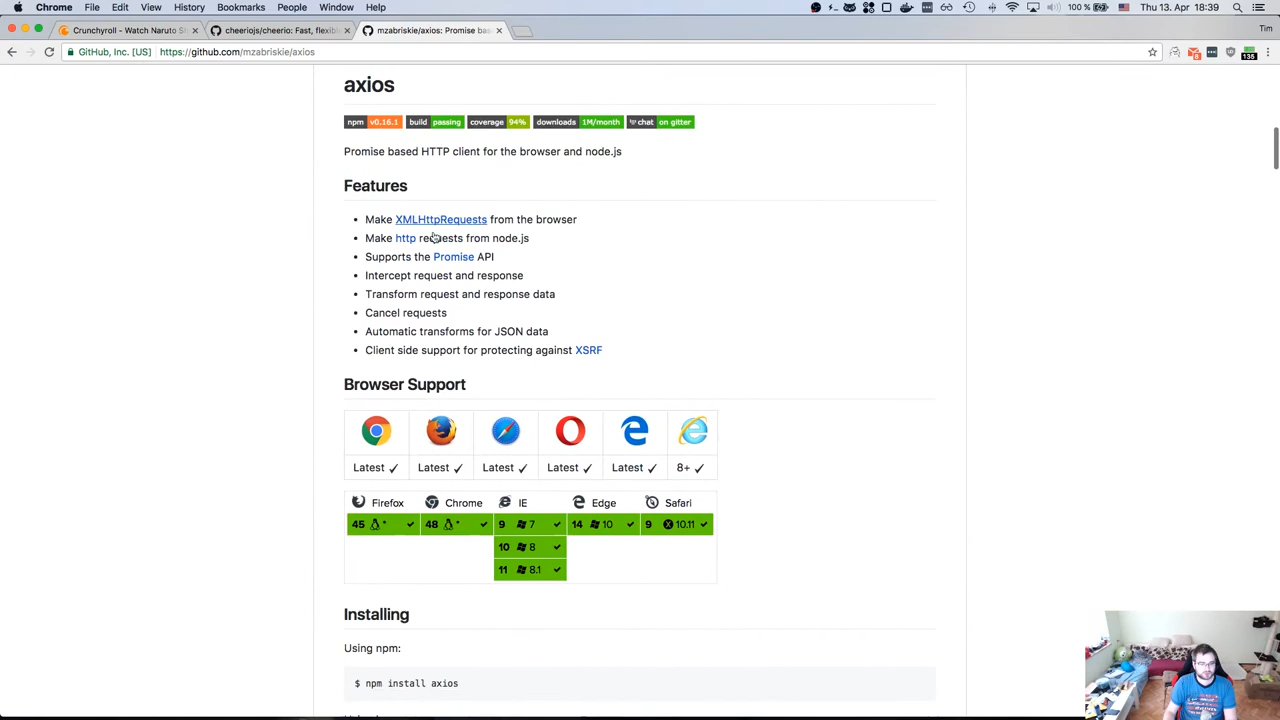 Chrome File Edit View History Bookmarks People Window Help 100 % Thu 13. Apr 18:39
Crunchyroll - Watch Naruto S
cheeriojs/cheerio: Fast, flexib
mzabriskie/axios: Promise bas
Tim
GitHub, Inc. [US] https://github.com/mzabriskie/axios
8
135
axios
npm v0.16.1 build passing coverage 94% downloads 1M/month chat on gitter
Promise based HTTP client for the browser and node.js
Features
• Make XMLHttpRequests from the browser
• Make http requests from node.js
• Supports the Promise API
• Intercept request and response
• Transform request and response data
• Cancel requests
• Automatic transforms for JSON data
• Client side support for protecting against XSRF
Browser Support
Latest ✓ Latest ✓ Latest ✓ Latest ✓ Latest ✓ 8+ ✓
Firefox Chrome IE Edge Safari
45 * ✓ 48 * ✓ 9 7 ✓ 14 10 ✓ 9 X 10.11 ✓
10 8 ✓
11 8.1 ✓
Installing
Using npm:
$ npm install axios